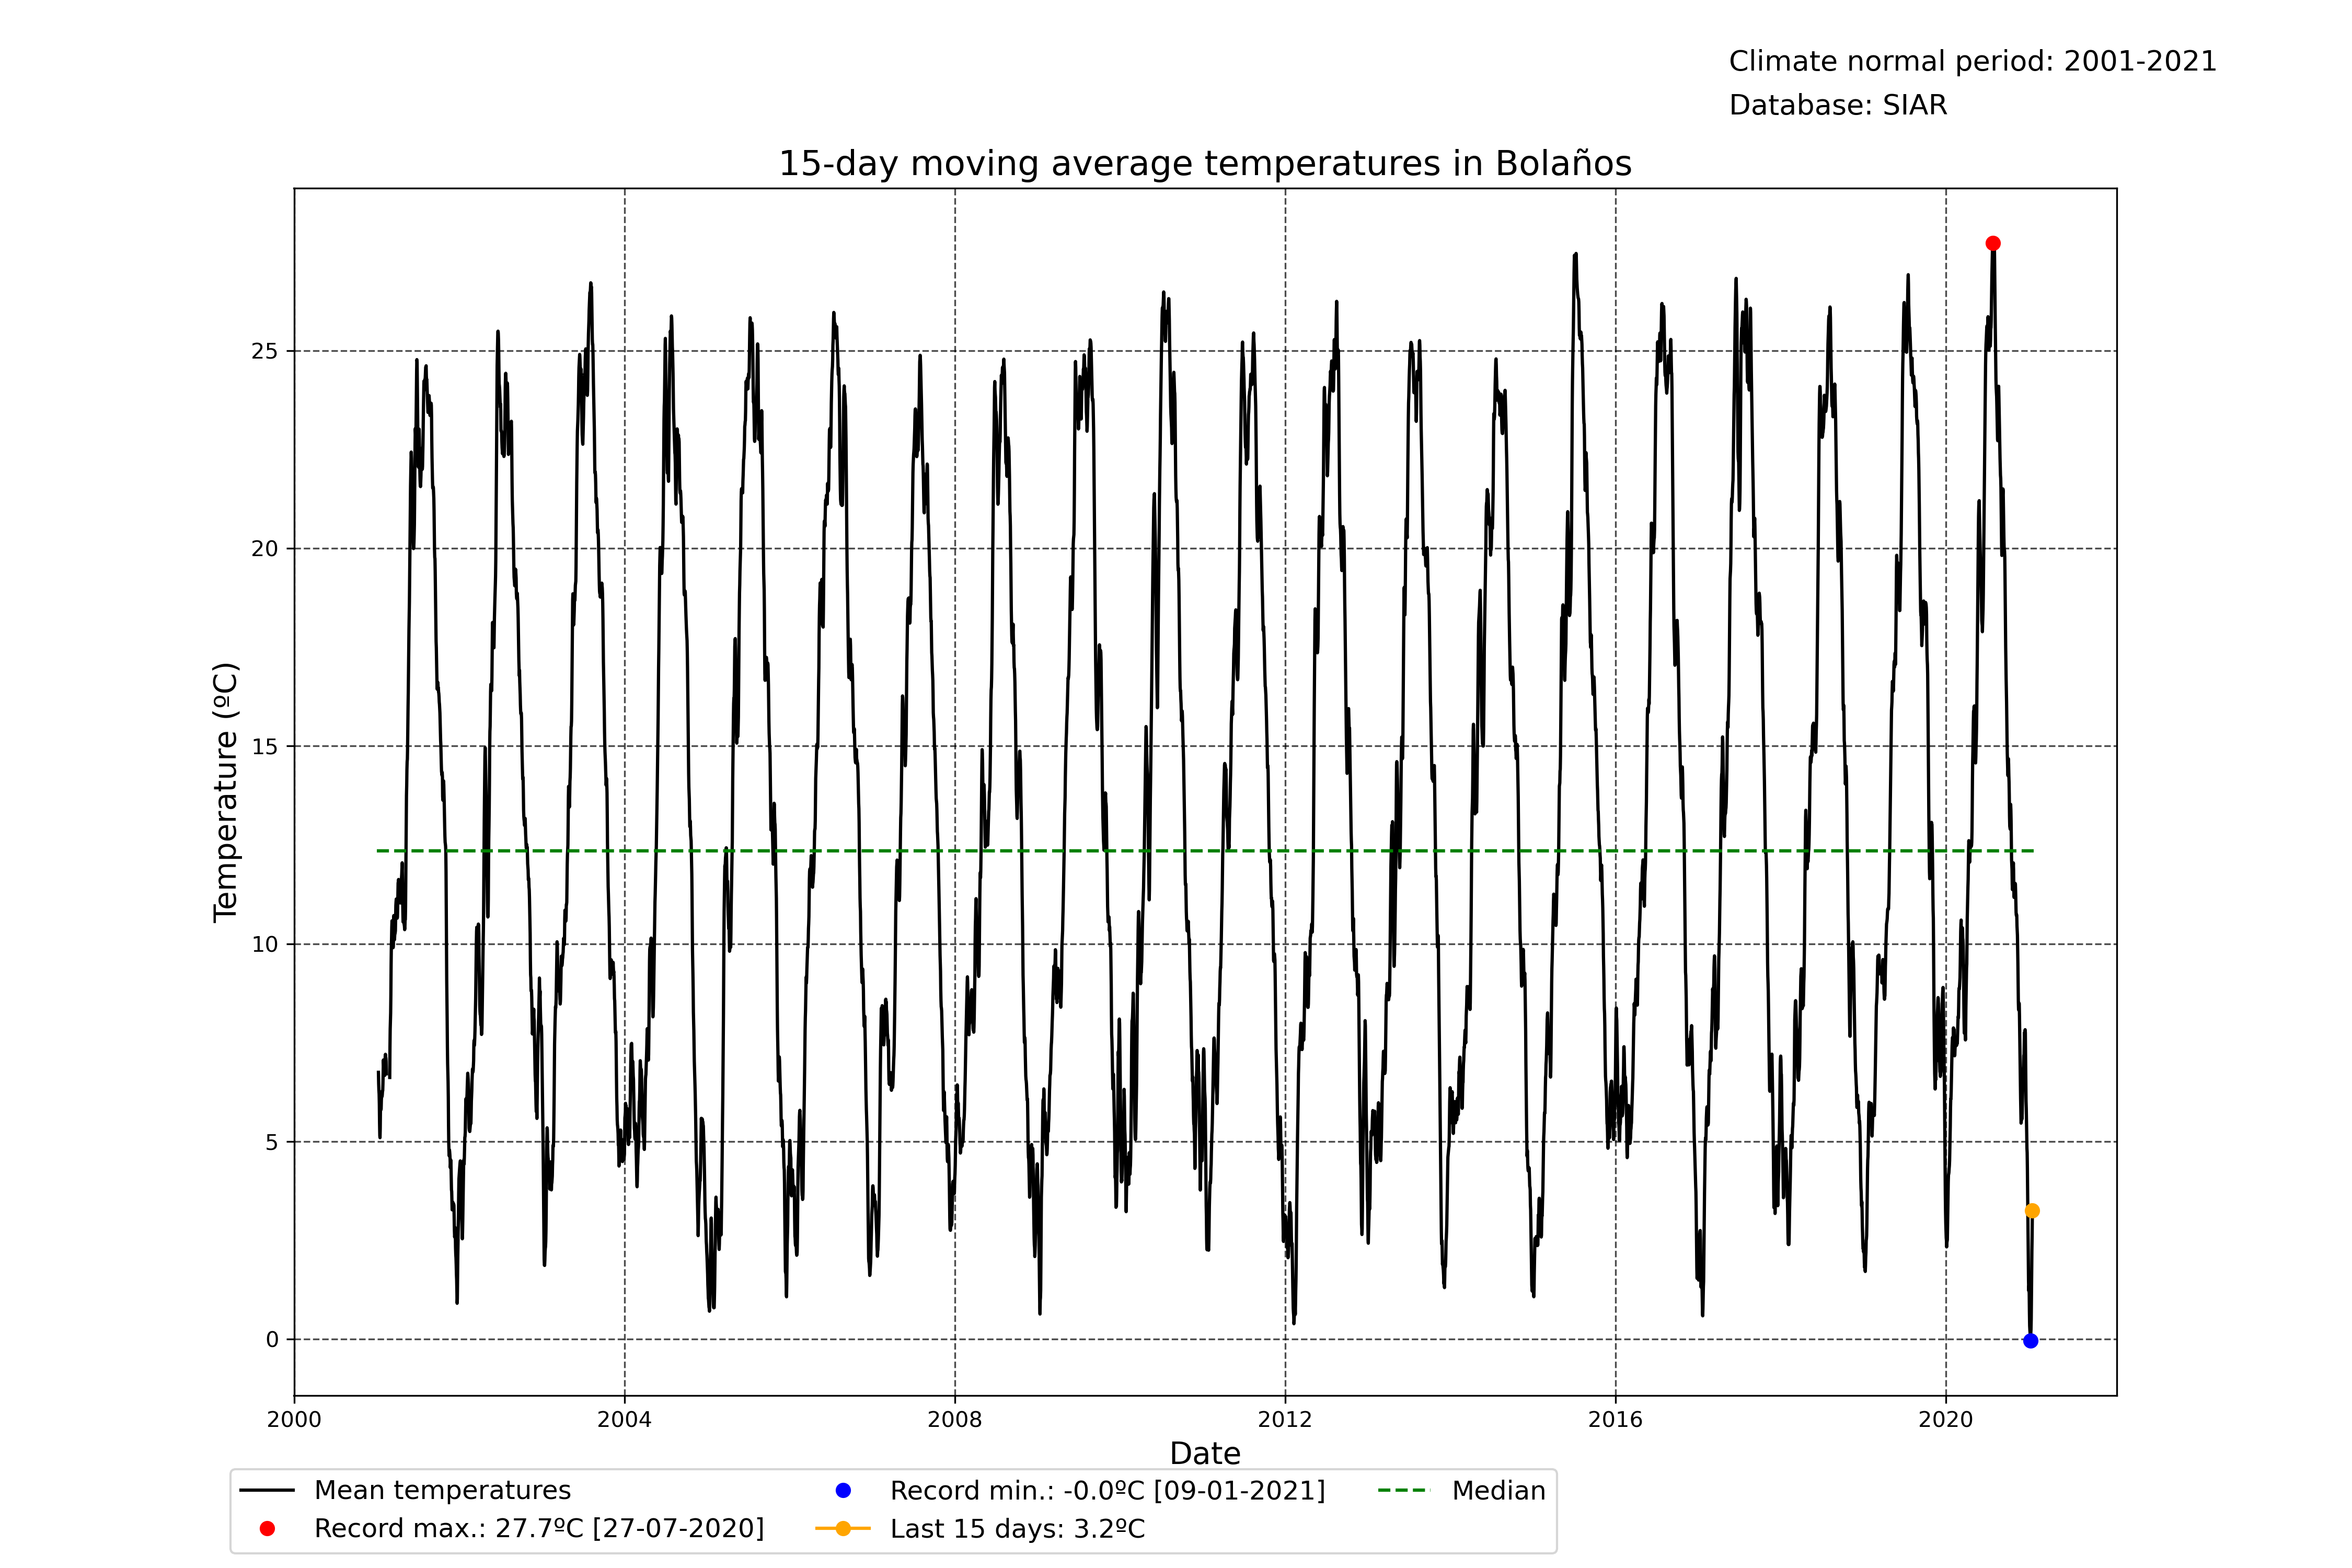 Climate normal period: 2001-2021
Database: SIAR
15-day moving average temperatures in Bolaños
Temperature (ºC)
25
20
15
10
5
0
2000 2004 2008 2012 2016 2020
Date
Mean temperatures
Record max.: 27.7ºC [27-07-2020]
Record min.: -0.0ºC [09-01-2021]
Last 15 days: 3.2ºC
Median